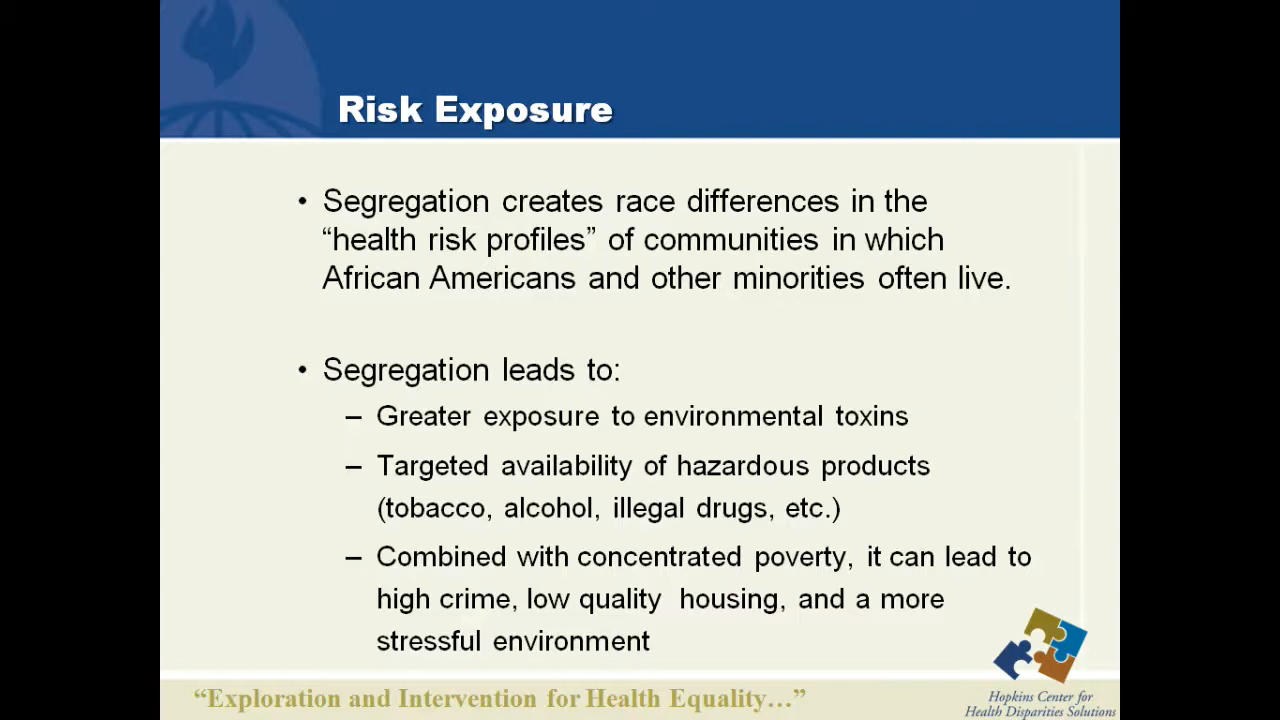 Risk Exposure
• Segregation creates race differences in the
“health risk profiles” of communities in which
African Americans and other minorities often live.
• Segregation leads to:
– Greater exposure to environmental toxins
– Targeted availability of hazardous products
(tobacco, alcohol, illegal drugs, etc.)
– Combined with concentrated poverty, it can lead to
high crime, low quality housing, and a more
stressful environment
“Exploration and Intervention for Health Equality…”
Hopkins Center for
Health Disparities Solutions